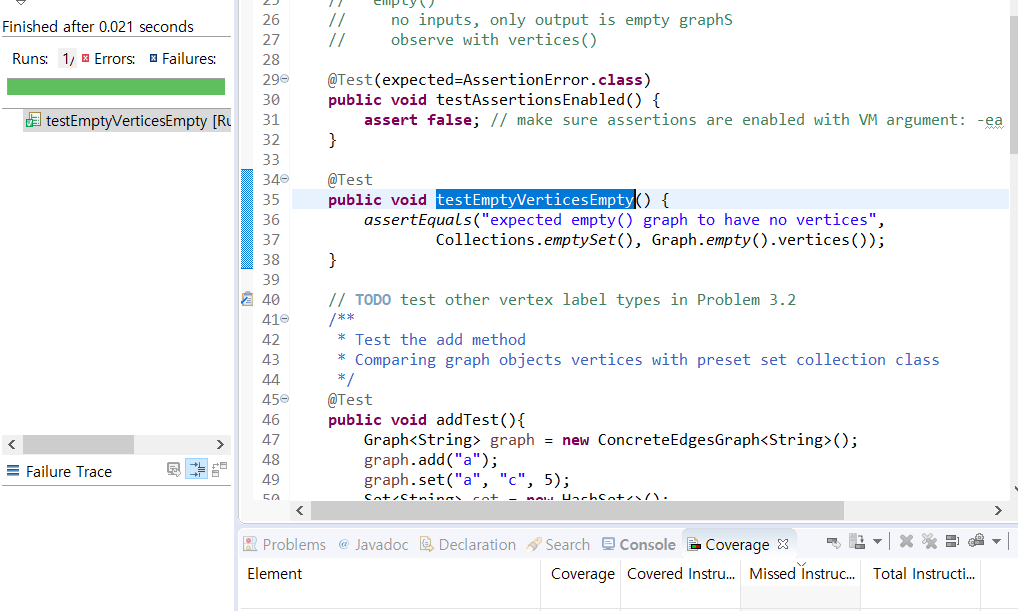 Finished after 0.021 seconds
Runs: 1/ Errors: Failures:
testEmptyVerticesEmpty [Ru
Failure Trace
25 // empty()
26 // no inputs, only output is empty graphS
27 // observe with vertices()
28
29 @Test(expected=AssertionError.class)
30 public void testAssertionsEnabled() {
31 assert false; // make sure assertions are enabled with VM argument: -ea
32 }
33
34 @Test
35 public void testEmptyVerticesEmpty() {
36 assertEquals("expected empty() graph to have no vertices",
37 Collections.emptySet(), Graph.empty().vertices());
38 }
39
40 // TODO test other vertex label types in Problem 3.2
41 /**
42 * Test the add method
43 * Comparing graph objects vertices with preset set collection class
44 */
45 @Test
46 public void addTest(){
47 Graph<String> graph = new ConcreteEdgesGraph<String>();
48 graph.add("a");
49 graph.set("a", "c", 5);
50 Set<String> set = new HashSet<>();
Problems @ Javadoc Declaration Search Console Coverage
Element Coverage Covered Instru... Missed Instruc... Total Instructi...